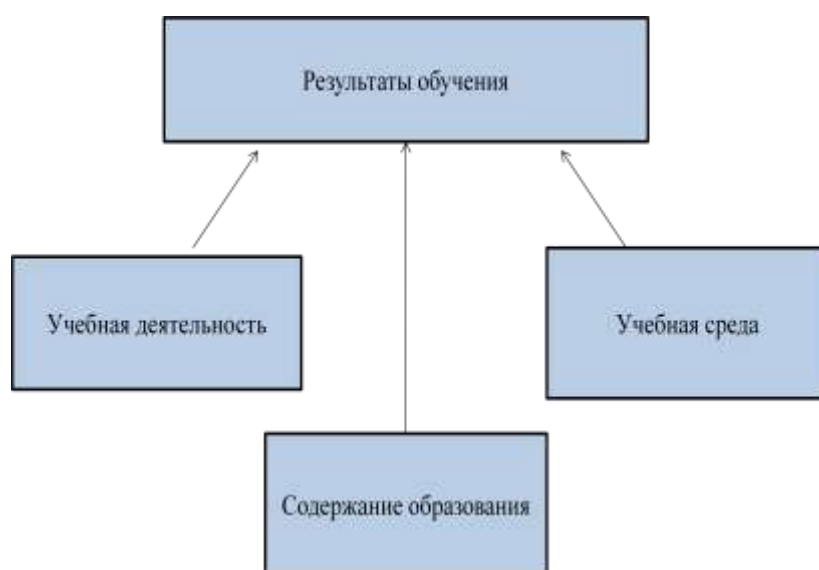 Результаты обучения
Учебная деятельность
Учебная среда
Содержание образования